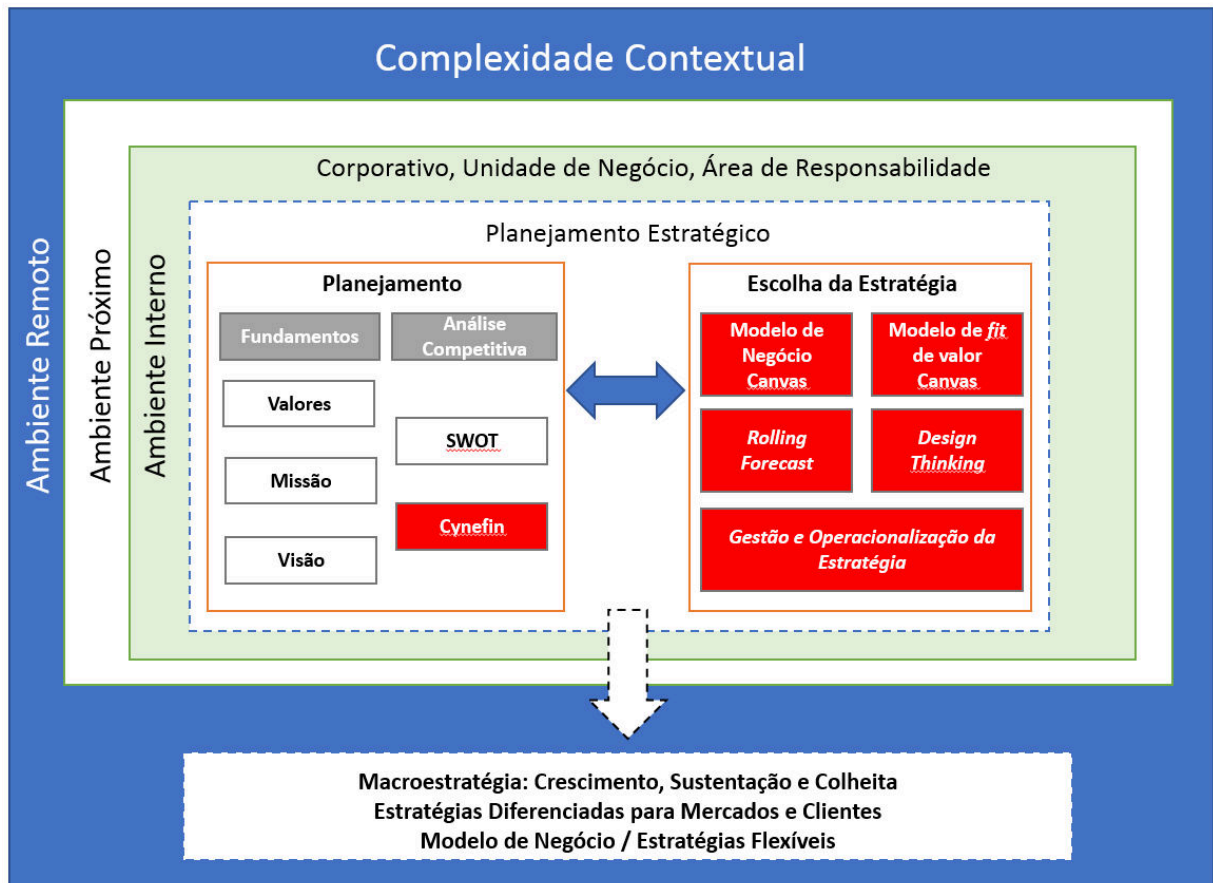 Complexidade Contextual
Ambiente Remoto
Ambiente Próximo
Ambiente Interno
Corporativo, Unidade de Negócio, Área de Responsabilidade
Planejamento Estratégico
Planejamento
Fundamentos
Análise
Competitiva
Valores
Missão
Visão
SWOT
Cynefin
Escolha da Estratégia
Modelo de
Negócio
Canvas
Modelo de fit
de valor
Canvas
Rolling
Forecast
Design
Thinking
Gestão e Operacionalização da
Estratégia
Macroestratégia: Crescimento, Sustentação e Colheita
Estratégias Diferenciadas para Mercados e Clientes
Modelo de Negócio / Estratégias Flexíveis